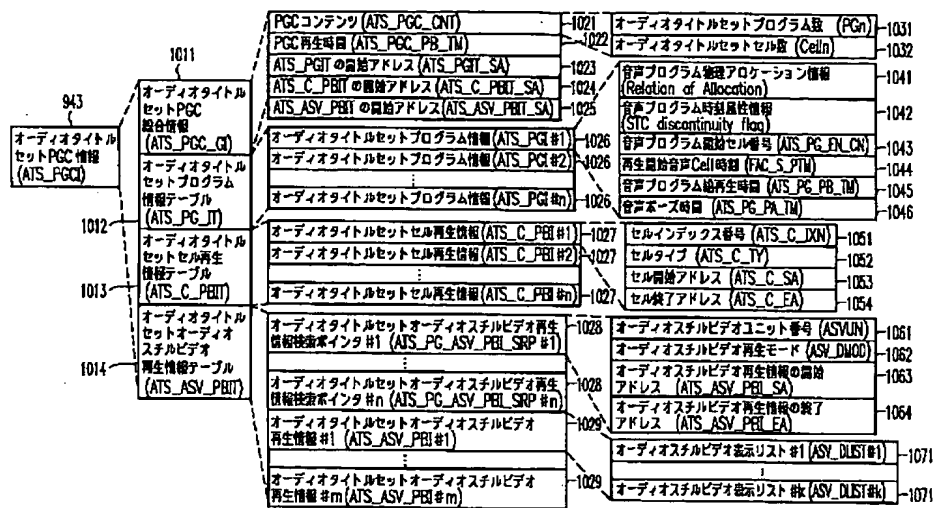 943
オーディオタイトル
セットPGC情報
(ATS_PGCI)
1011
オーディオタイトル
セットPGC
総合情報
(ATS_PGC_GI)
オーディオタイトル
セットプログラム
情報テーブル
(ATS_PG_IT)
1012
オーディオタイトル
セットセル再生
情報テーブル
(ATS_C_PBIT)
1013
オーディオタイトル
セットオーディオ
スチルビデオ
再生情報テーブル
(ATS_ASV_PBIT)
1014
PGCコンテンツ (ATS_PGC_CNT)
1021
PGC再生時間 (ATS_PGC_PB_TM)
1022
ATS_PGITの開始アドレス (ATS_PGIT_SA)
1023
ATS_C_PBITの開始アドレス (ATS_C_PBIT_SA)
1024
ATS_ASV_PBITの開始アドレス (ATS_ASV_PBIT_SA)
1025
オーディオタイトルセットプログラム情報 (ATS_PGI #1)
1026
オーディオタイトルセットプログラム情報 (ATS_PGI #2)
1026
オーディオタイトルセットプログラム情報 (ATS_PGI #n)
1026
オーディオタイトルセットセル再生情報 (ATS_C_PBI #1)
1027
オーディオタイトルセットセル再生情報 (ATS_C_PBI #2)
1027
オーディオタイトルセットセル再生情報 (ATS_C_PBI #n)
1027
オーディオタイトルセットオーディオスチルビデオ再生
情報検索ポインタ #1 (ATS_PG_ASV_PBI_SRP #1)
1028
オーディオタイトルセットオーディオスチルビデオ再生
情報検索ポインタ #n (ATS_PG_ASV_PBI_SRP #n)
1028
オーディオタイトルセットオーディオスチルビデオ
再生情報 #1 (ATS_ASV_PBI #1)
1029
オーディオタイトルセットオーディオスチルビデオ
再生情報 #m (ATS_ASV_PBI #m)
1029
オーディオタイトルセットプログラム数 (PGn)
1031
オーディオタイトルセットセル数 (Celln)
1032
音声プログラム物理アロケーション情報
(Relation of Allocation)
1041
音声プログラム時刻属性情報
(STC discontinuity flag)
1042
音声プログラム開始セル番号 (ATS_PG_EN_CN)
1043
再生開始音声Cell時刻 (FAC_S_PTM)
1044
音声プログラム総再生時間 (ATS_PG_PB_TM)
1045
音声ポーズ時間 (ATS_PG_PA_TM)
1046
セルインデックス番号 (ATS_C_IXN)
1051
セルタイプ (ATS_C_TY)
1052
セル開始アドレス (ATS_C_SA)
1053
セル終了アドレス (ATS_C_EA)
1054
オーディオスチルビデオユニット番号 (ASVUN)
1061
オーディオスチルビデオ再生モード (ASV_DMOD)
1062
オーディオスチルビデオ再生情報の開始
アドレス (ATS_ASV_PBI_SA)
1063
オーディオスチルビデオ再生情報の終了
アドレス (ATS_ASV_PBI_EA)
1064
オーディオスチルビデオ表示リスト #1 (ASV_DLIST #1)
1071
オーディオスチルビデオ表示リスト #k (ASV_DLIST #k)
1071